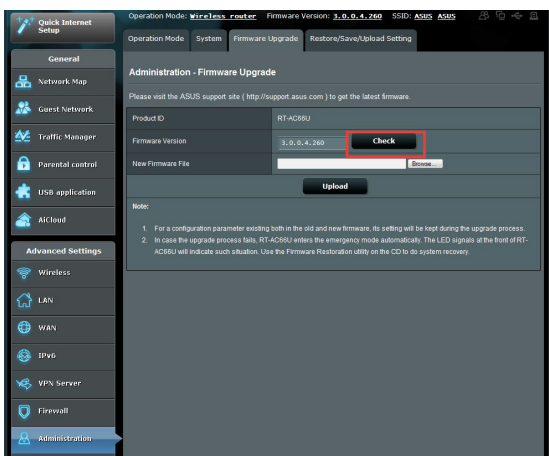 Quick Internet
Setup
Operation Mode: Wireless router Firmware Version: 3.0.0.4.260 SSID: ASUS ASUS
Operation Mode System Firmware Upgrade Restore/Save/Upload Setting
General
Network Map
Guest Network
Traffic Manager
Parental control
USB application
AiCloud
Advanced Settings
Wireless
LAN
WAN
IPv6
VPN Server
Firewall
Administration
Administration - Firmware Upgrade
Please visit the ASUS support site ( http://support.asus.com ) to get the latest firmware.
Product ID RT-AC66U
Firmware Version 3.0.0.4.260 Check
New Firmware File Browse...
Upload
Note:
1. For a configuration parameter existing both in the old and new firmware, its setting will be kept during the upgrade process.
2. In case the upgrade process fails, RT-AC66U enters the emergency mode automatically. The LED signals at the front of RT-
AC66U will indicate such situation. Use the Firmware Restoration utility on the CD to do system recovery.